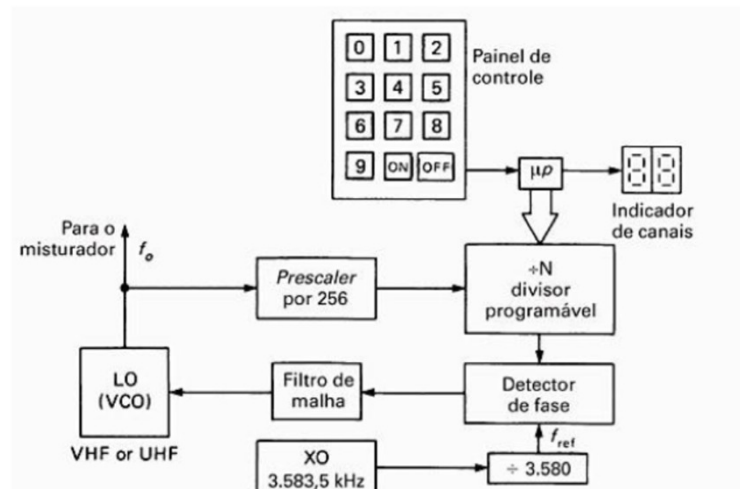 0 1 2
3 4 5
6 7 8
9 ON OFF
Painel de
controle
μp
Indicador
de canais
Para o
misturador
fo
Prescaler
por 256
÷N
divisor
programável
LO
(VCO)
VHF or UHF
Filtro de
malha
Detector
de fase
fref
XO
3.583,5 kHz
÷ 3.580